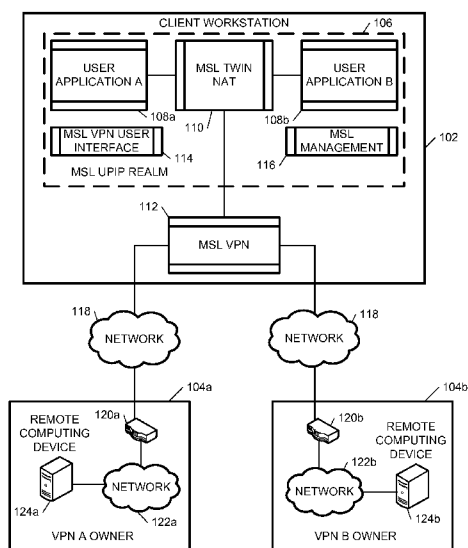 CLIENT WORKSTATION
106
USER
APPLICATION A
MSL TWIN
NAT
USER
APPLICATION B
108a
110
108b
MSL VPN USER
INTERFACE
114
MSL
MANAGEMENT
116
102
MSL UPIP REALM
112
MSL VPN
118
NETWORK
118
NETWORK
104a
120a
REMOTE
COMPUTING
DEVICE
NETWORK
124a
122a
VPN A OWNER
104b
120b
REMOTE
COMPUTING
DEVICE
122b
NETWORK
124b
VPN B OWNER